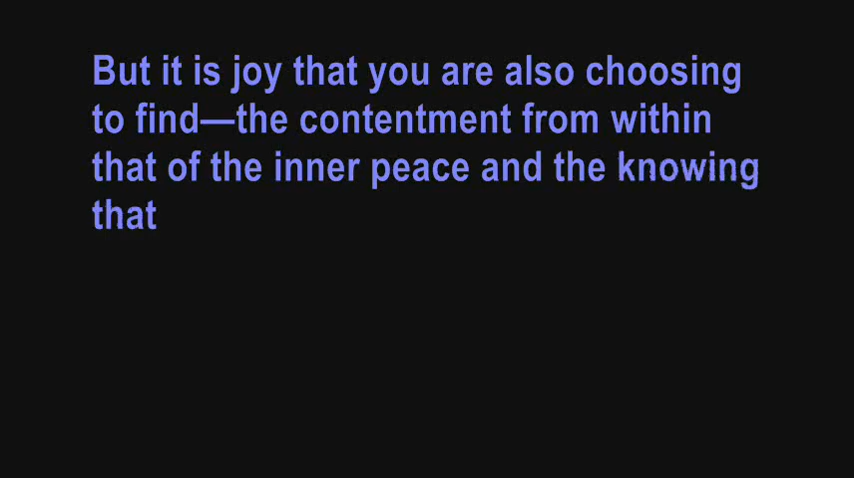 But it is joy that you are also choosing
to find—the contentment from within
that of the inner peace and the knowing
that